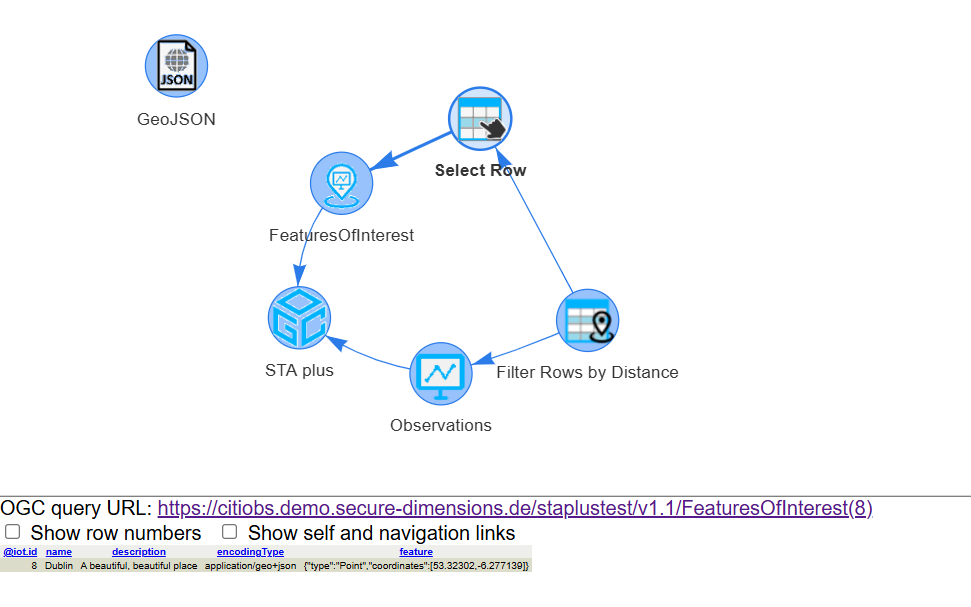 JSON
GeoJSON
Select Row
FeaturesOfInterest
OGC
STA plus
Filter Rows by Distance
Observations
OGC query URL: https://citiobs.demo.secure-dimensions.de/staplustest/v1.1/FeaturesOfInterest(8)
Show row numbers Show self and navigation links
@iot.id name description encodingType feature
8 Dublin A beautiful, beautiful place application/geo+json {"type":"Point","coordinates":[53.32302,-6.277139]}